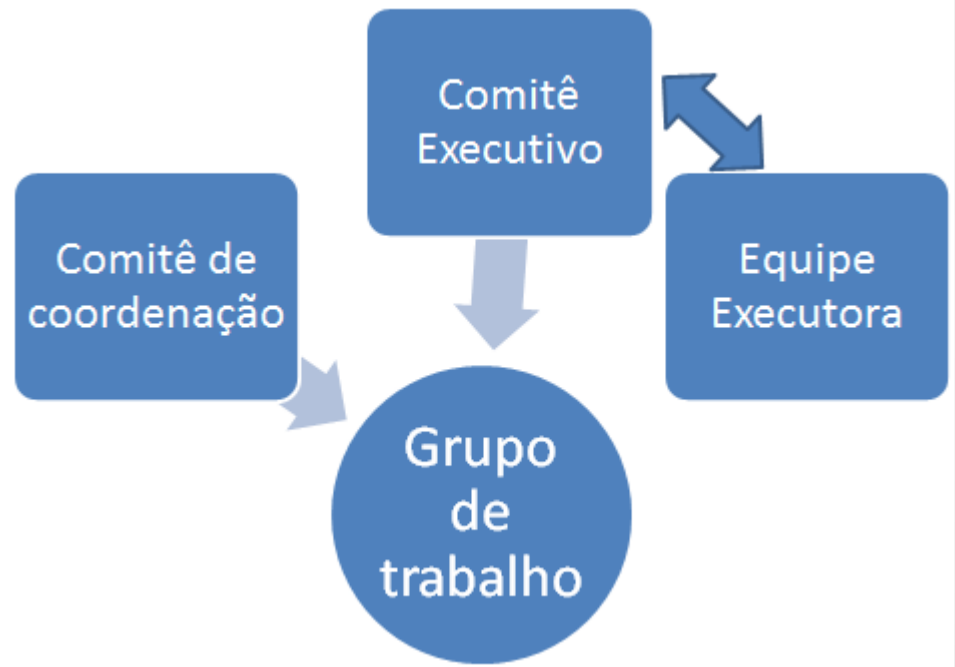 Comitê
Executivo
Comitê de
coordenação
Equipe
Executora
Grupo
de
trabalho